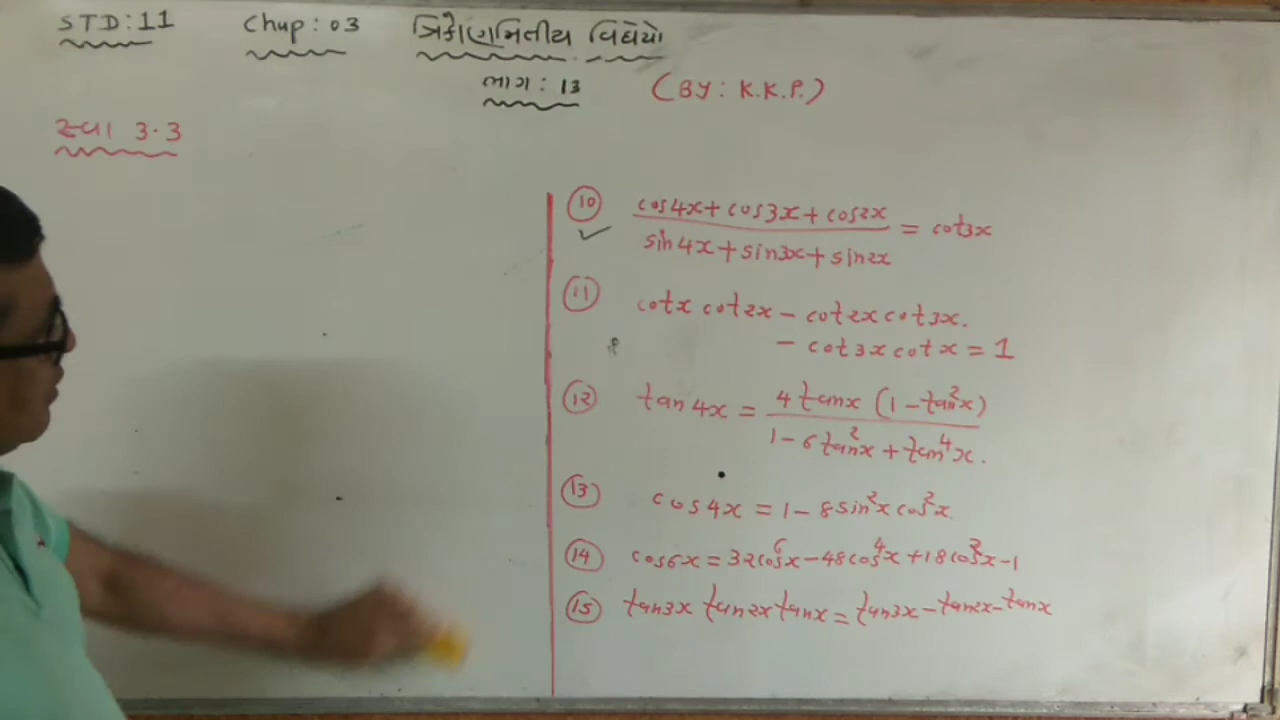 STD:11 Chap:03 ત્રિકોણમિતીય વિધેયો
ભાગ : 13 (BY: K.K.P.)
સ્વા 3.3
(10) cos4x + cos3x + cos2x / sin4x + sin3x + sin2x = cot3x
(11) cotx cot2x - cot2x cot3x.
- cot3x cotx = 1
(12) tan4x = 4tanx (1 - tan²x) / 1 - 6tan²x + tan⁴x.
(13) cos4x = 1 - 8sin²x cos²x.
(14) cos6x = 32cos⁶x - 48cos⁴x + 18cos²x - 1
(15) tan3x tan2x tanx = tan3x - tan2x - tanx